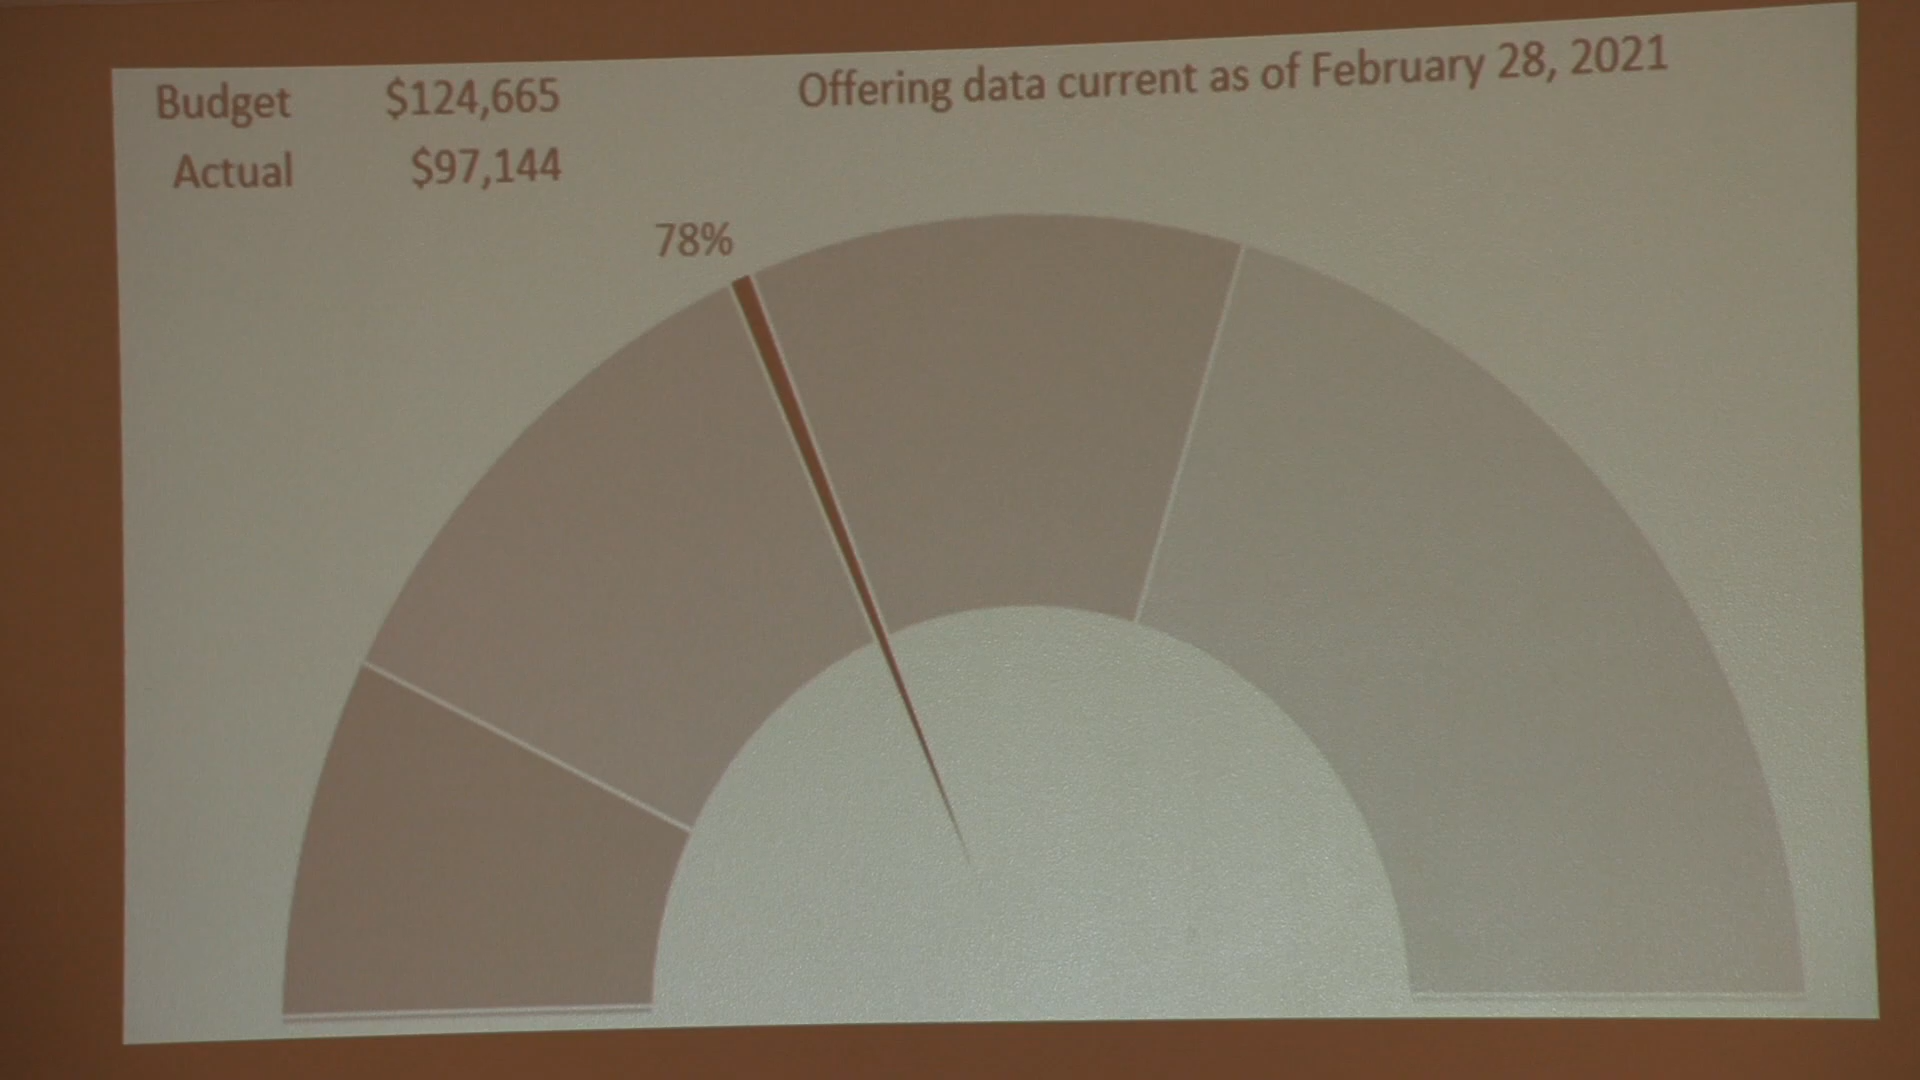 Budget $124,665
Offering data current as of February 28, 2021
Actual $97,144
78%